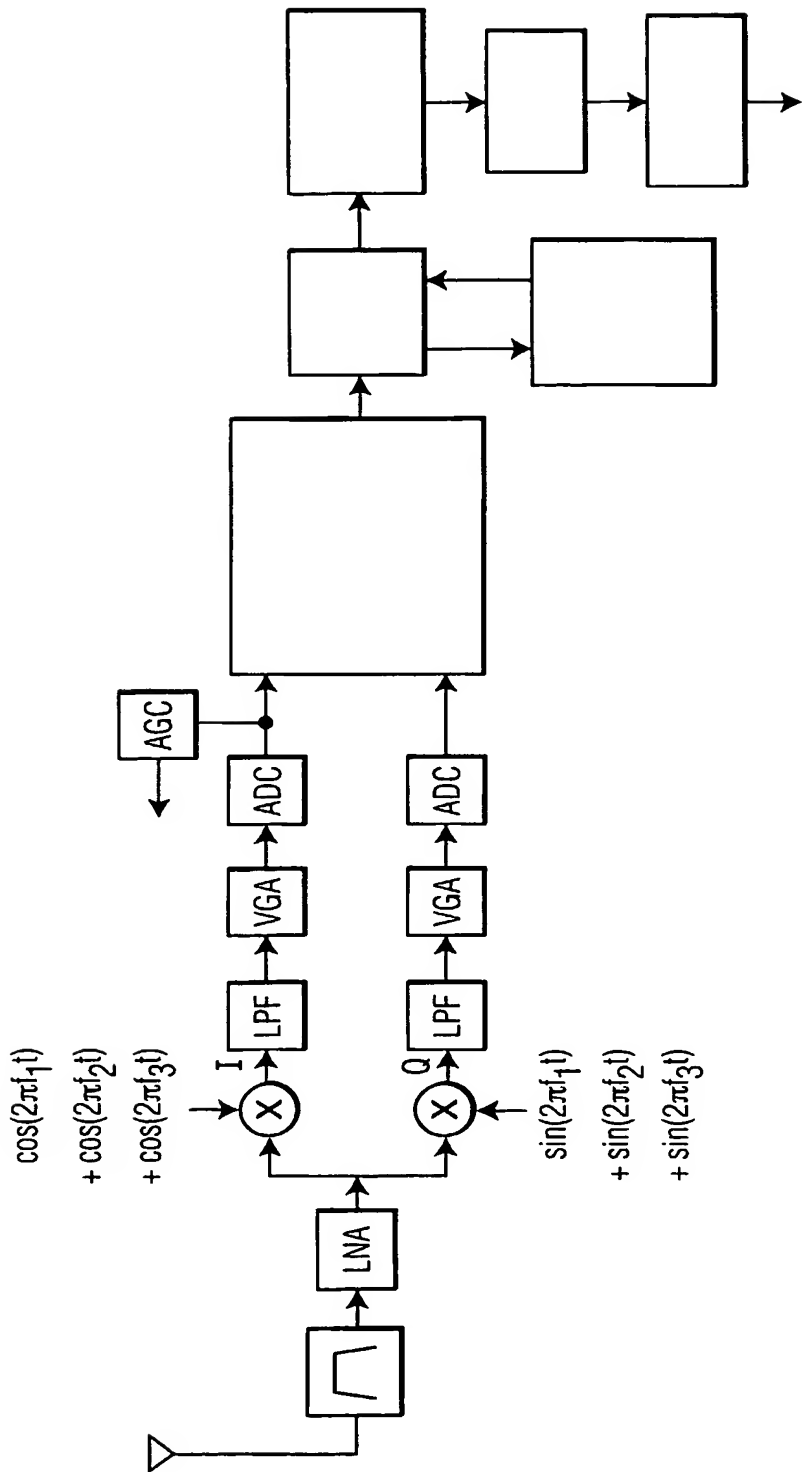 cos(2πf₁t)
+ cos(2πf₂t)
+ cos(2πf₃t)
AGC
I
LPF
VGA
ADC
LNA
X
X
Q
LPF
VGA
ADC
sin(2πf₁t)
+ sin(2πf₂t)
+ sin(2πf₃t)